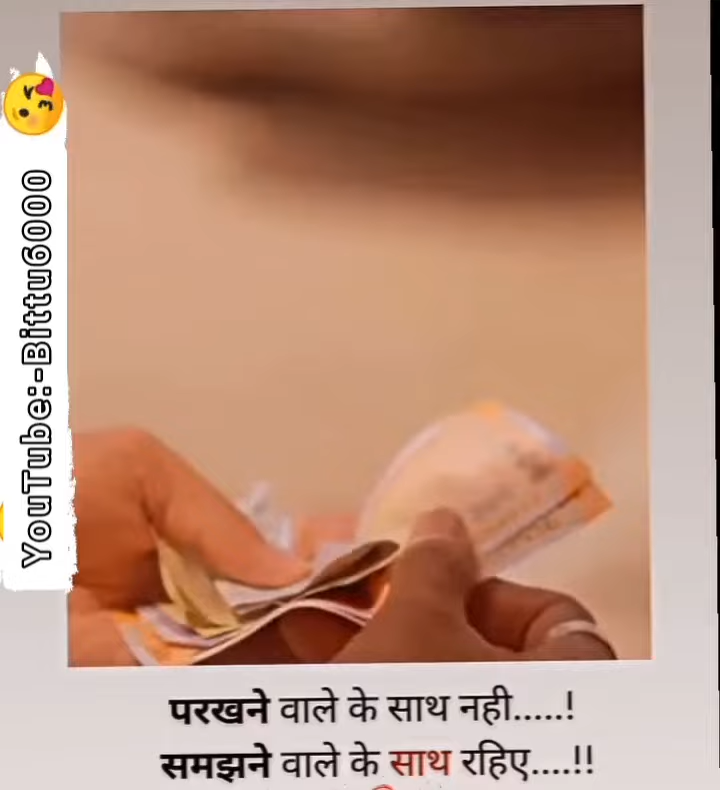 YouTube:-Bittu6000
परखने वाले के साथ नही.....!
समझने वाले के साथ रहिए....!!